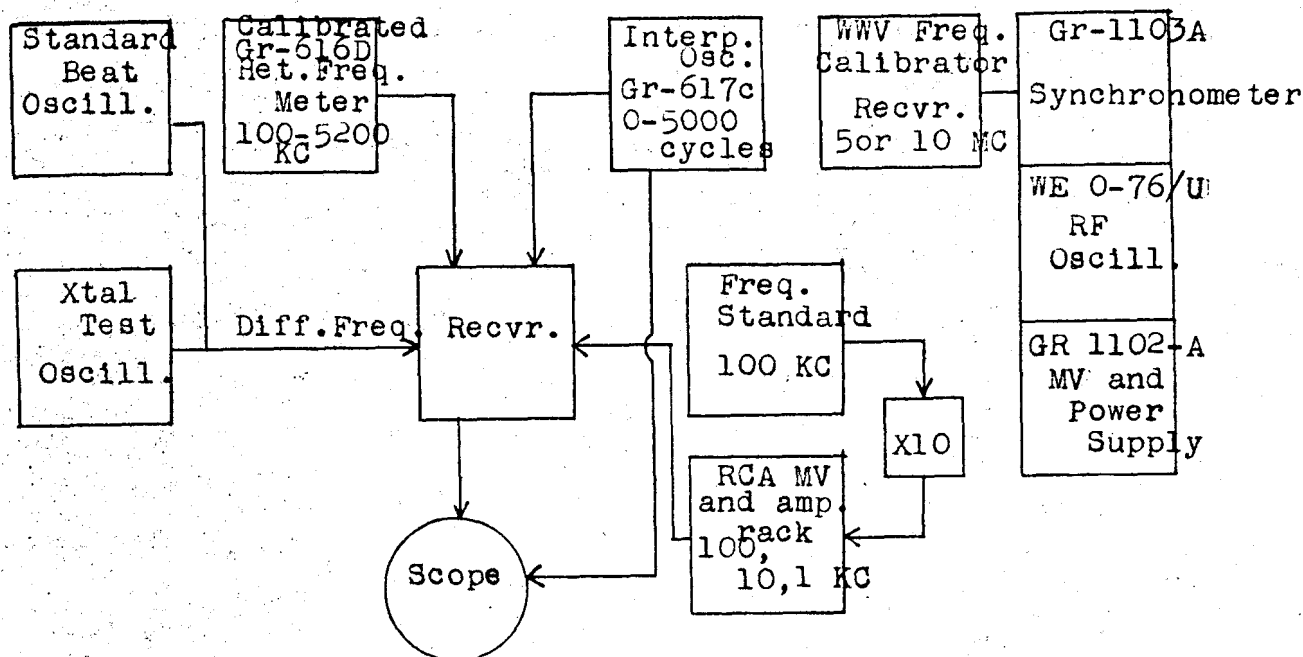 Standard
Beat
Oscill.
Calibrated
Gr-616D
Het.Freq.
Meter
100-5200
KC
Interp.
Osc.
Gr-617c
0-5000
cycles
WWV Freq.
Calibrator
Recvr.
5or 10 MC
Gr-1103A
Synchronometer
WE O-76/U
RF
Oscill.
GR 1102-A
MV and
Power
Supply
Xtal
Test
Oscill.
Diff.Freq.
Recvr.
Freq.
Standard
100 KC
X10
RCA MV
and amp.
rack
100,
10,1 KC
Scope